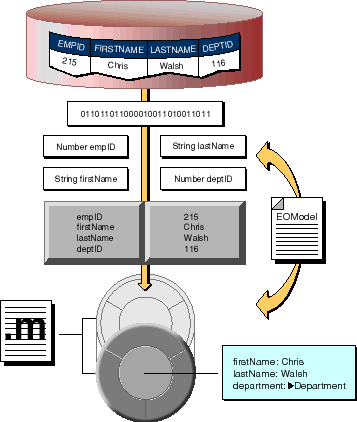 EMPID FIRSTNAME LASTNAME DEPTID
215 Chris Walsh 116
01101101100001001101001101​1
Number empID String lastName
String firstName Number deptID
EOModel
empID 215
firstName Chris
lastName Walsh
deptID 116
.m
firstName: Chris
lastName: Walsh
department: ▶Department